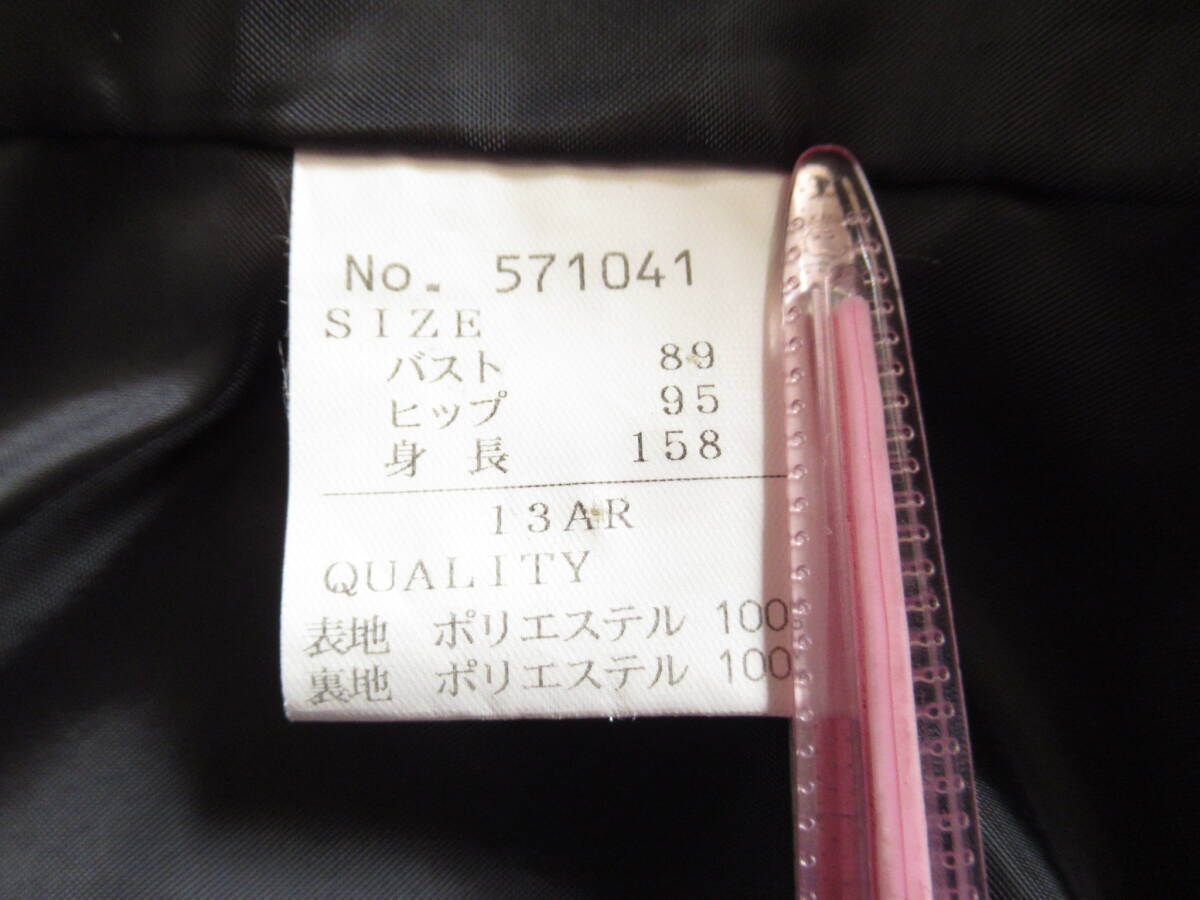 No. 571041
SIZE
バスト 89
ヒップ 95
身長 158
13AR
QUALITY
表地 ポリエステル 100
裏地 ポリエステル 100